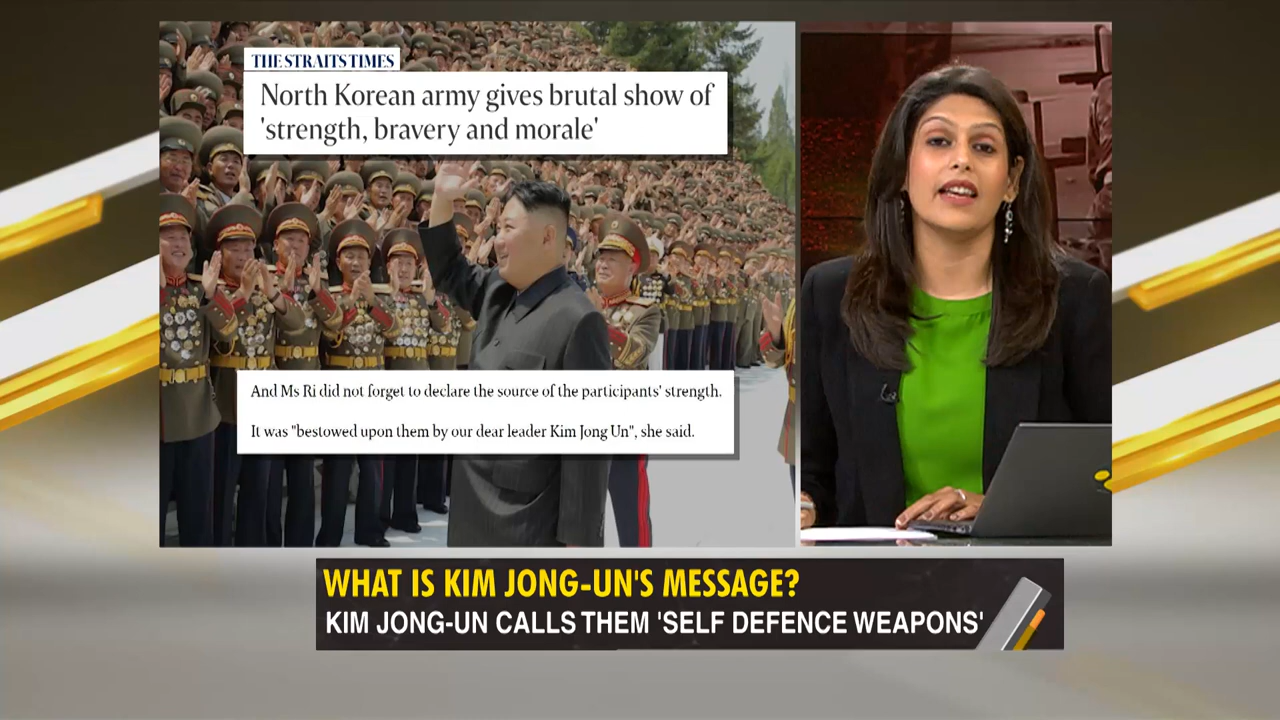 THE STRAITS TIMES
North Korean army gives brutal show of
'strength, bravery and morale'
And Ms Ri did not forget to declare the source of the participants' strength.
It was "bestowed upon them by our dear leader Kim Jong Un", she said.
WHAT IS KIM JONG-UN'S MESSAGE?
KIM JONG-UN CALLS THEM 'SELF DEFENCE WEAPONS'